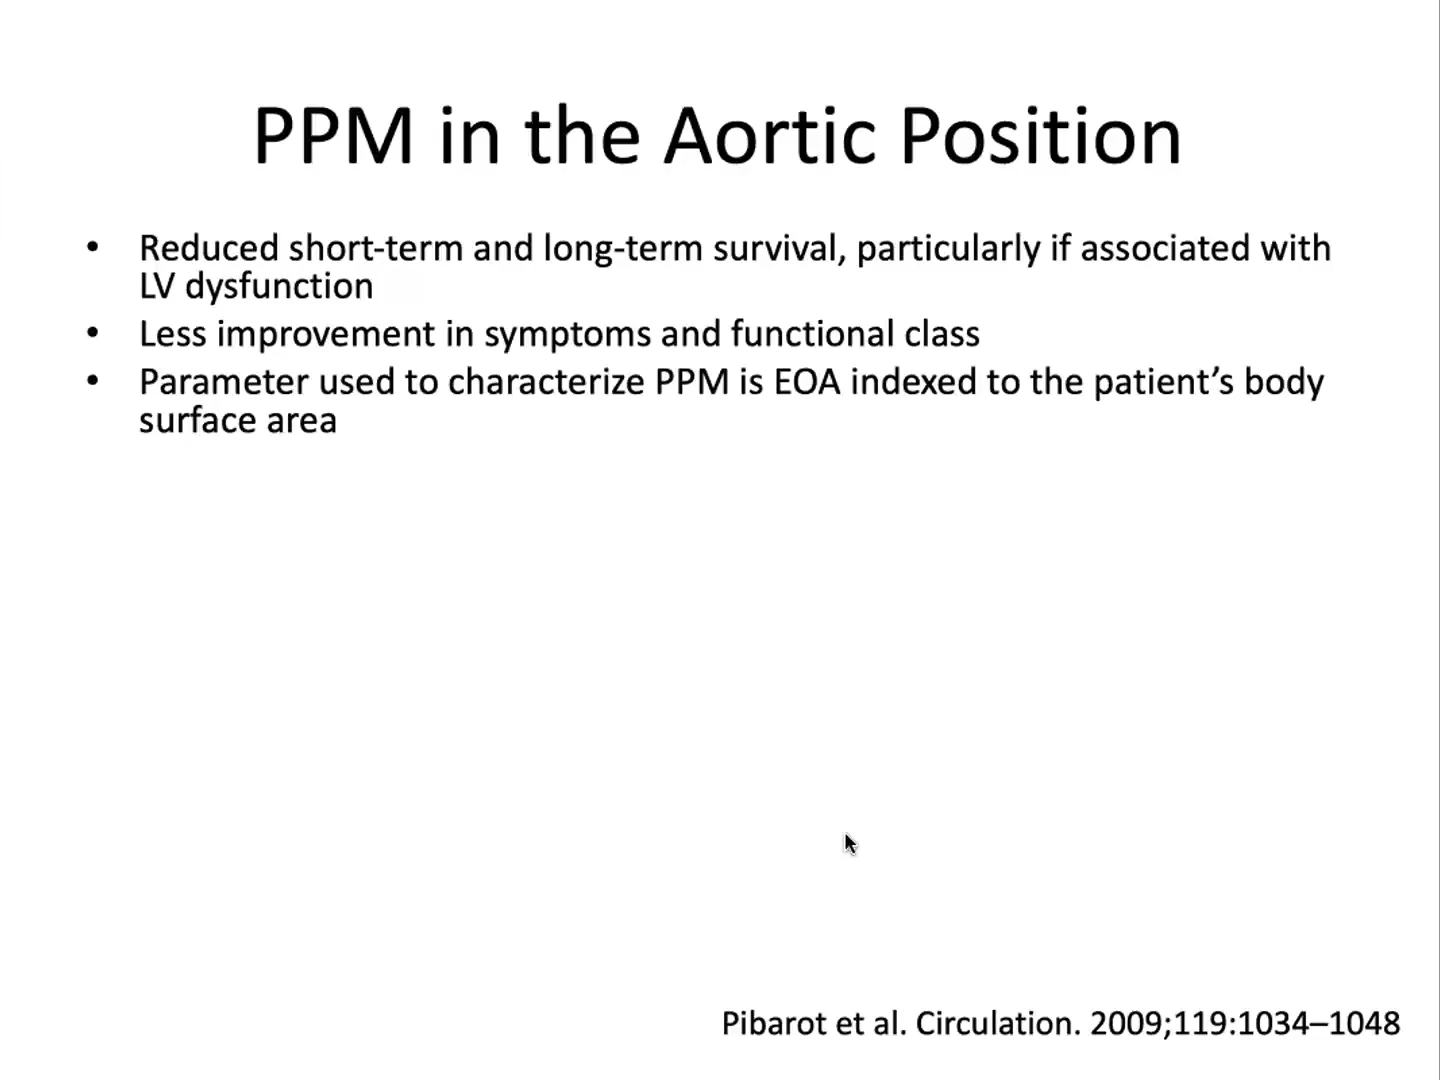 PPM in the Aortic Position
• Reduced short-term and long-term survival, particularly if associated with
LV dysfunction
• Less improvement in symptoms and functional class
• Parameter used to characterize PPM is EOA indexed to the patient’s body
surface area
Pibarot et al. Circulation. 2009;119:1034–1048